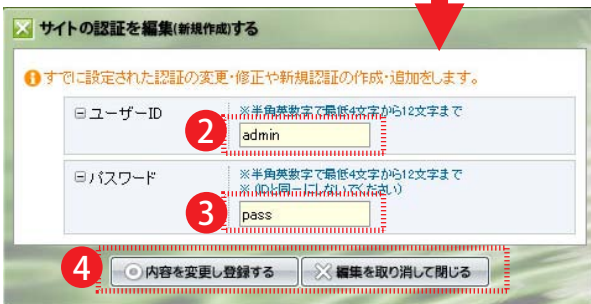 サイトの認証を編集(新規作成)する
すでに設定された認証の変更・修正や新規認証の作成・追加をします。
ユーザーID
※半角英数字で最低4文字から12文字まで
2
admin
パスワード
※半角英数字で最低4文字から12文字まで
※(IDと同一にしないでください)
3
pass
4
内容を変更し登録する
編集を取り消して閉じる